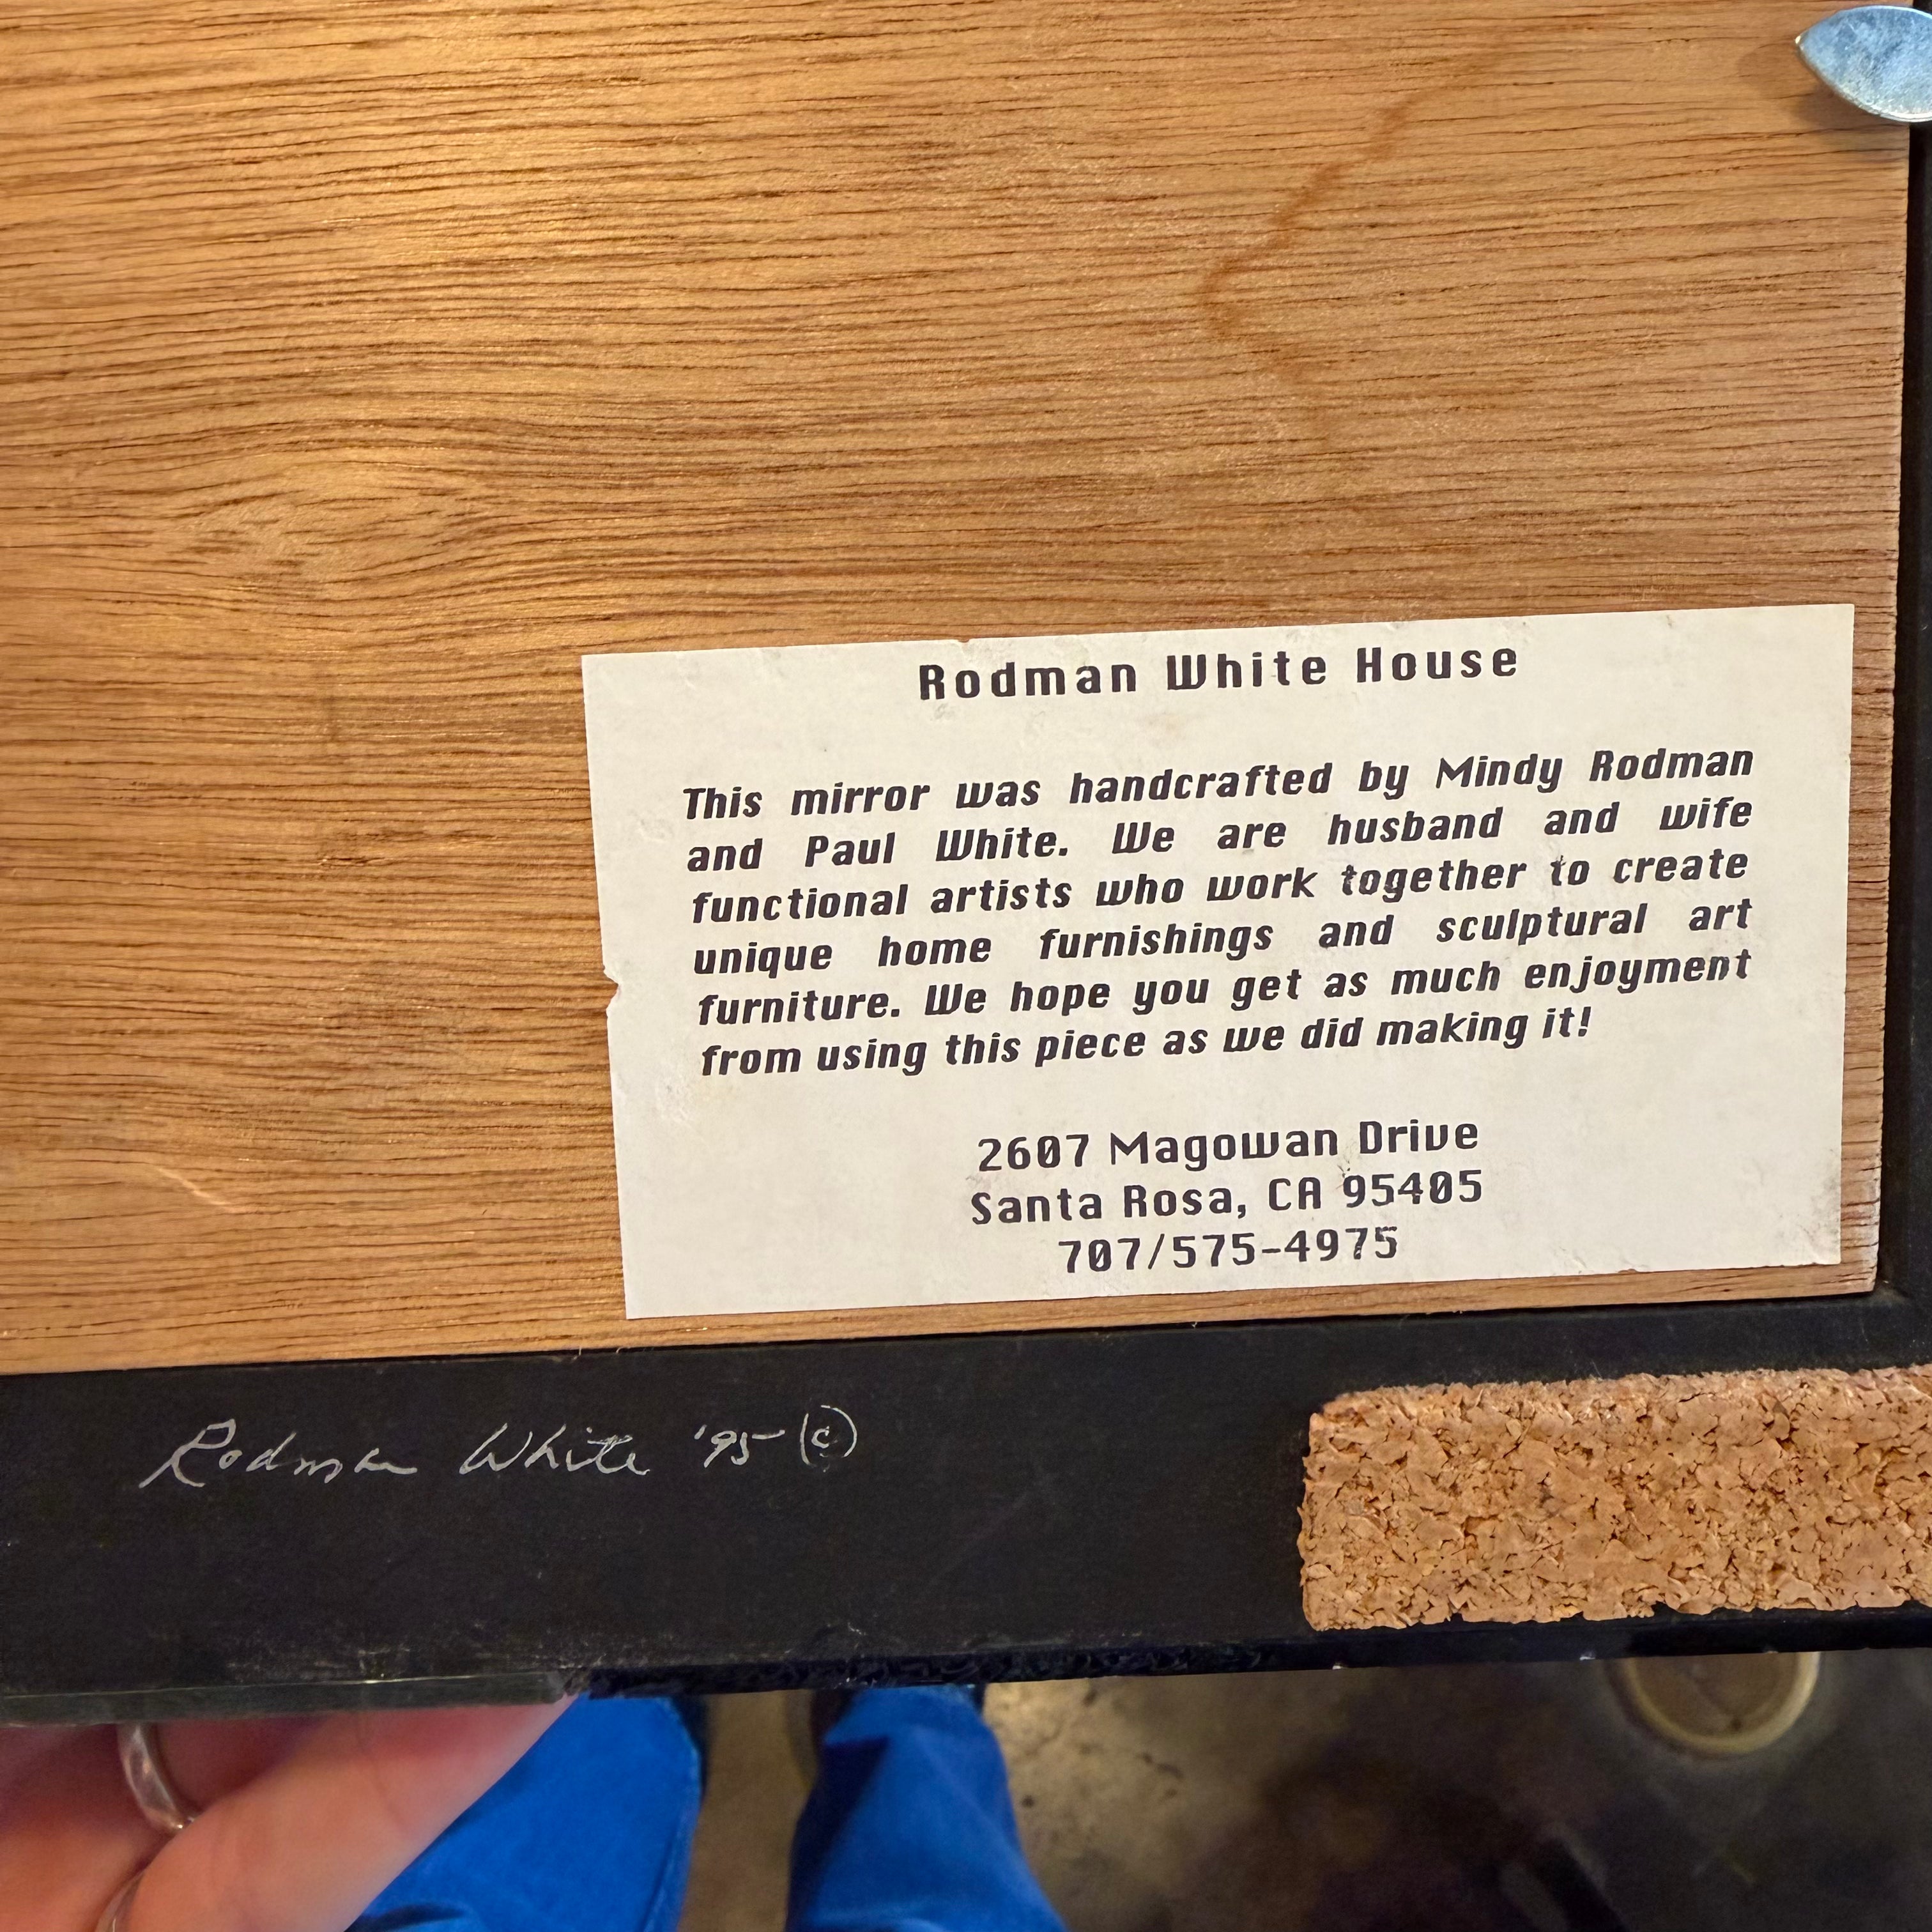 Rodman White House
This mirror was handcrafted by Mindy Rodman
and Paul White. We are husband and wife
functional artists who work together to create
unique home furnishings and sculptural art
furniture. We hope you get as much enjoyment
from using this piece as we did making it!
2607 Magowan Drive
Santa Rosa, CA 95405
707/575-4975
Rodman White '95 (c)